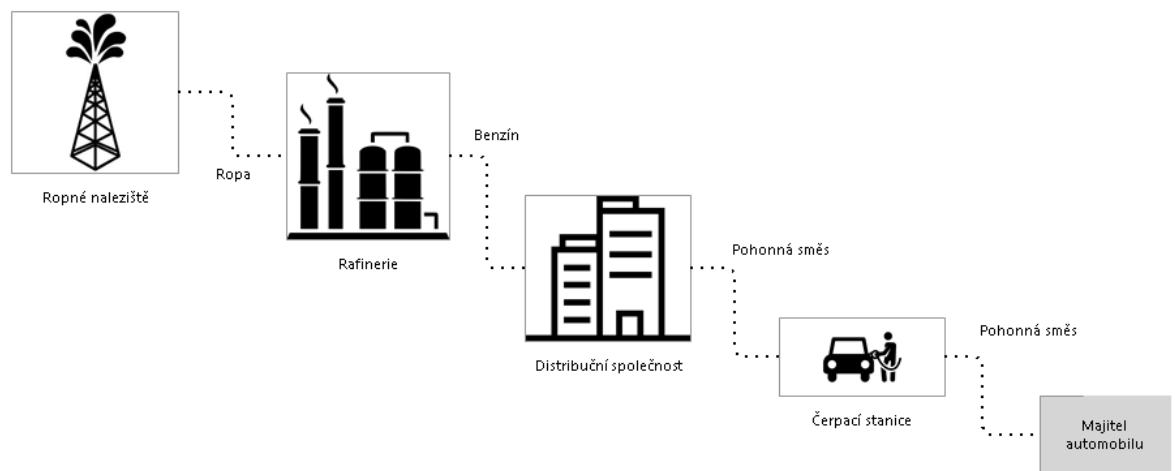 Ropné naleziště
Ropa
Rafinerie
Benzín
Distribuční společnost
Pohonná směs
Čerpací stanice
Pohonná směs
Majitel
automobilu